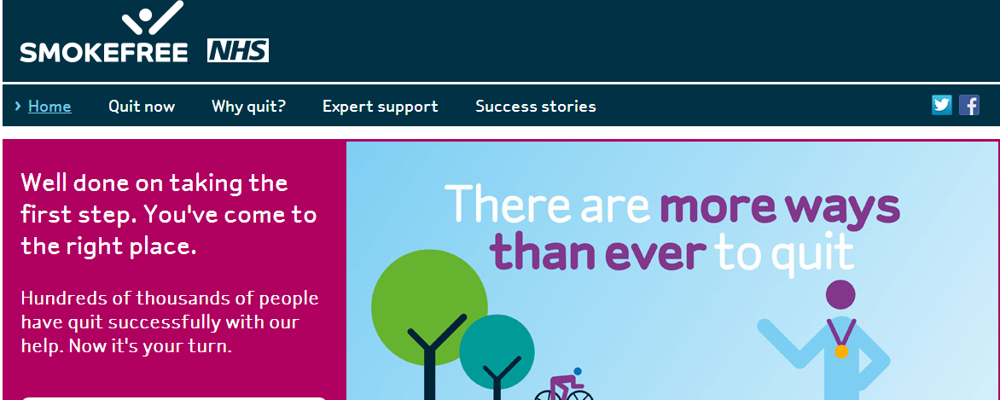 SMOKEFREE NHS
› Home Quit now Why quit? Expert support Success stories
Well done on taking the
first step. You've come to
the right place.
Hundreds of thousands of people
have quit successfully with our
help. Now it's your turn.
There are more ways
than ever to quit